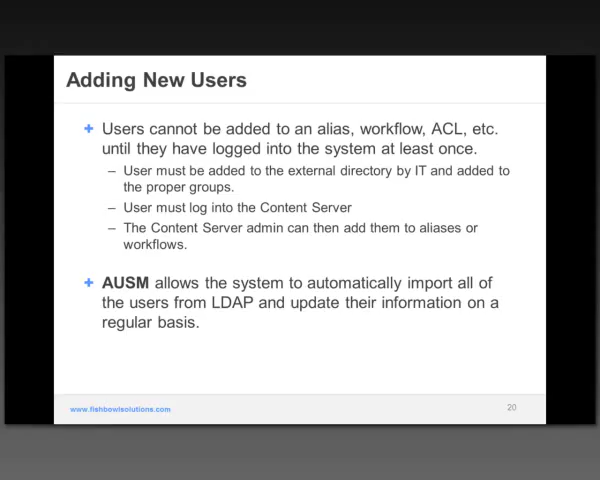 Adding New Users
+ Users cannot be added to an alias, workflow, ACL, etc.
until they have logged into the system at least once.
– User must be added to the external directory by IT and added to
the proper groups.
– User must log into the Content Server
– The Content Server admin can then add them to aliases or
workflows.
+ AUSM allows the system to automatically import all of
the users from LDAP and update their information on a
regular basis.
www.fishbowlsolutions.com
20